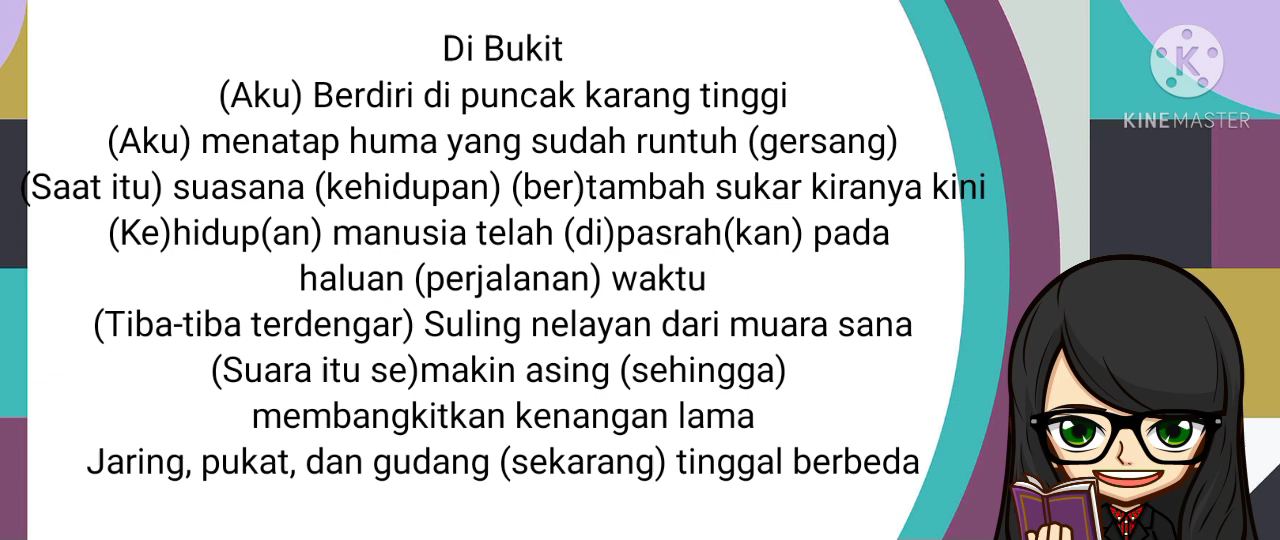 Di Bukit
(Aku) Berdiri di puncak karang tinggi
(Aku) menatap huma yang sudah runtuh (gersang)
(Saat itu) suasana (kehidupan) (ber)tambah sukar kiranya kini
(Ke)hidup(an) manusia telah (di)pasrah(kan) pada
haluan (perjalanan) waktu
(Tiba-tiba terdengar) Suling nelayan dari muara sana
(Suara itu se)makin asing (sehingga)
membangkitkan kenangan lama
Jaring, pukat, dan gudang (sekarang) tinggal berbeda
K
KINEMASTER